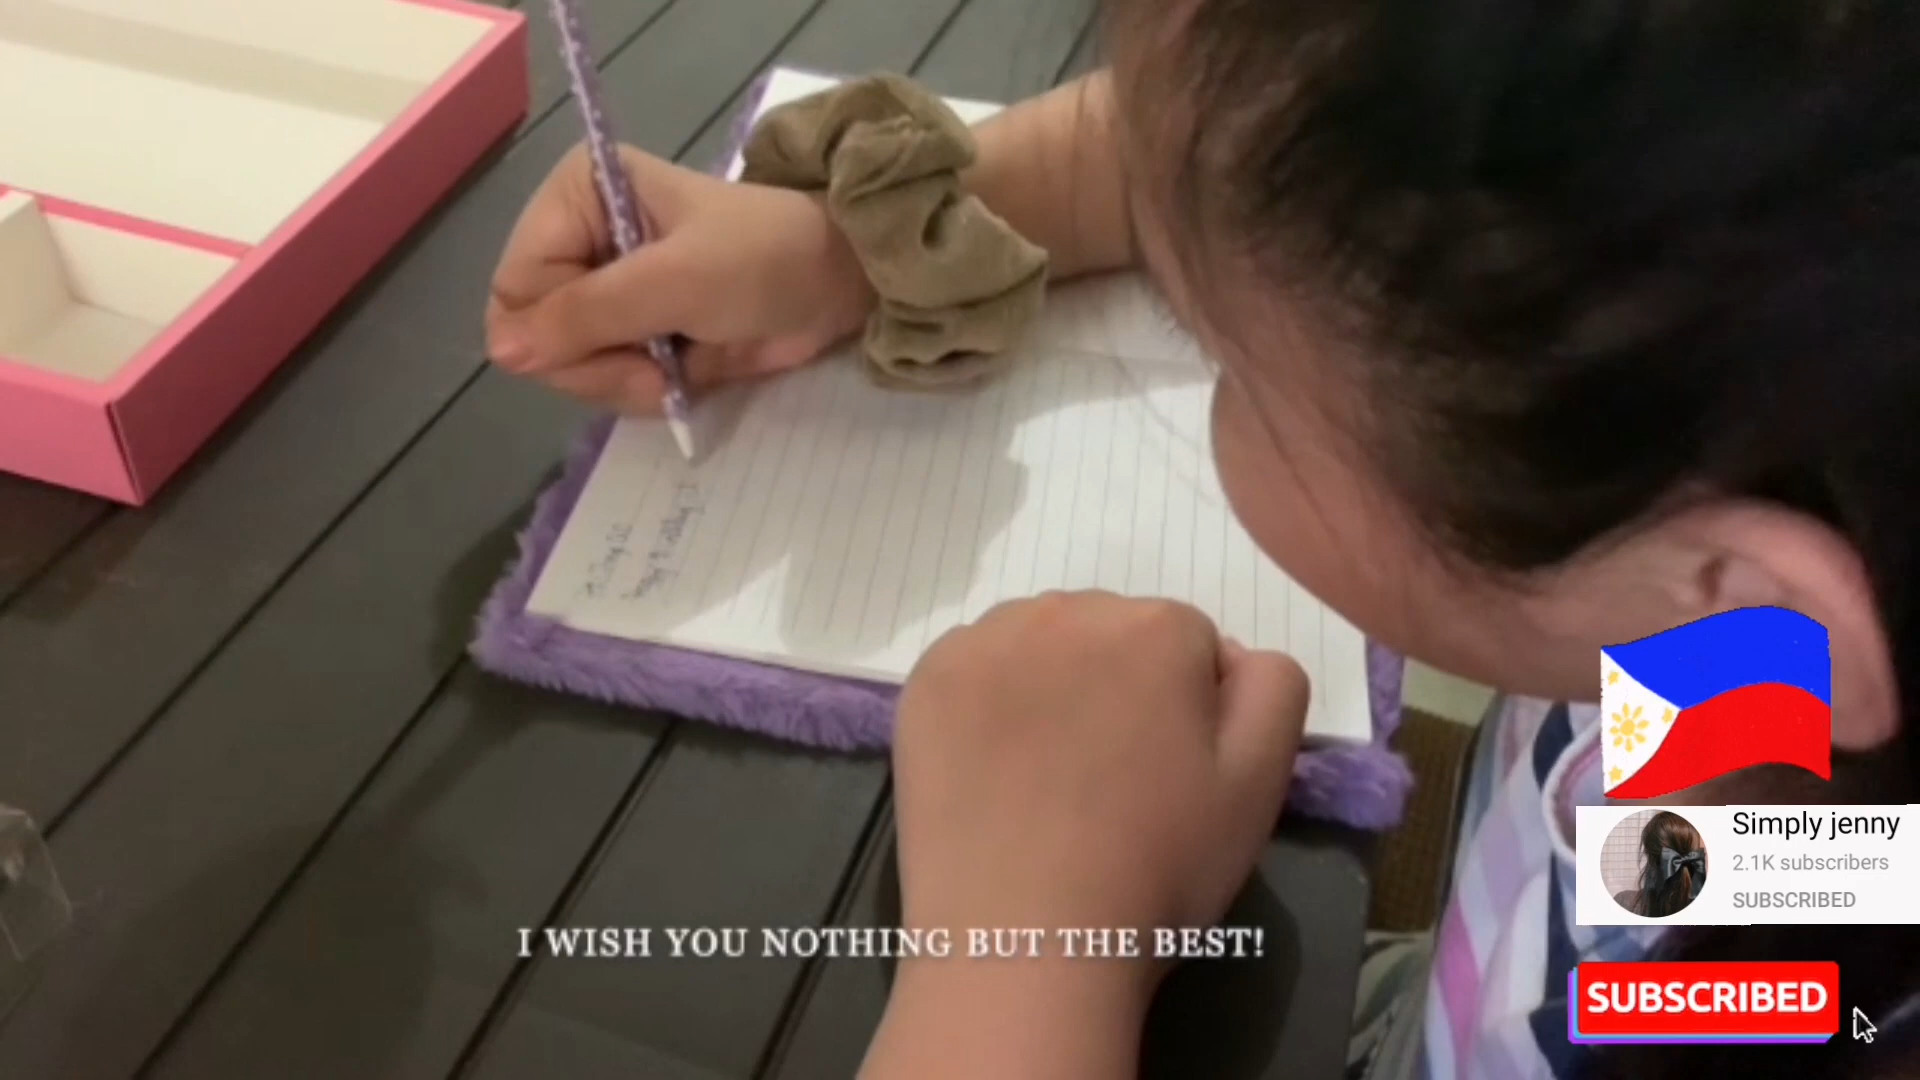 I WISH YOU NOTHING BUT THE BEST!
Simply jenny
2.1K subscribers
SUBSCRIBED
SUBSCRIBED